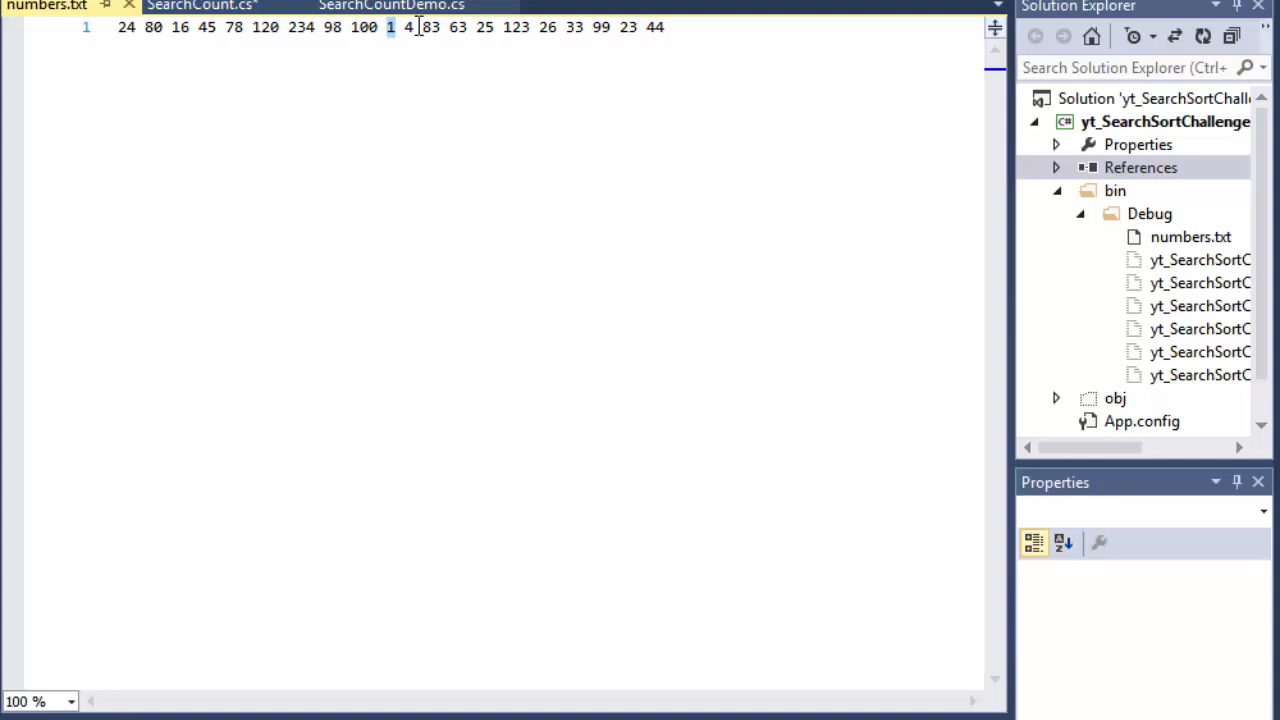 numbers.txt
SearchCount.cs*
SearchCountDemo.cs
1 24 80 16 45 78 120 234 98 100 1 4 83 63 25 123 26 33 99 23 44
100 %
Solution Explorer
Search Solution Explorer (Ctrl+
Solution 'yt_SearchSortChall
C# yt_SearchSortChallenge
Properties
References
bin
Debug
numbers.txt
yt_SearchSortC
yt_SearchSortC
yt_SearchSortC
yt_SearchSortC
yt_SearchSortC
yt_SearchSortC
obj
App.config
Properties